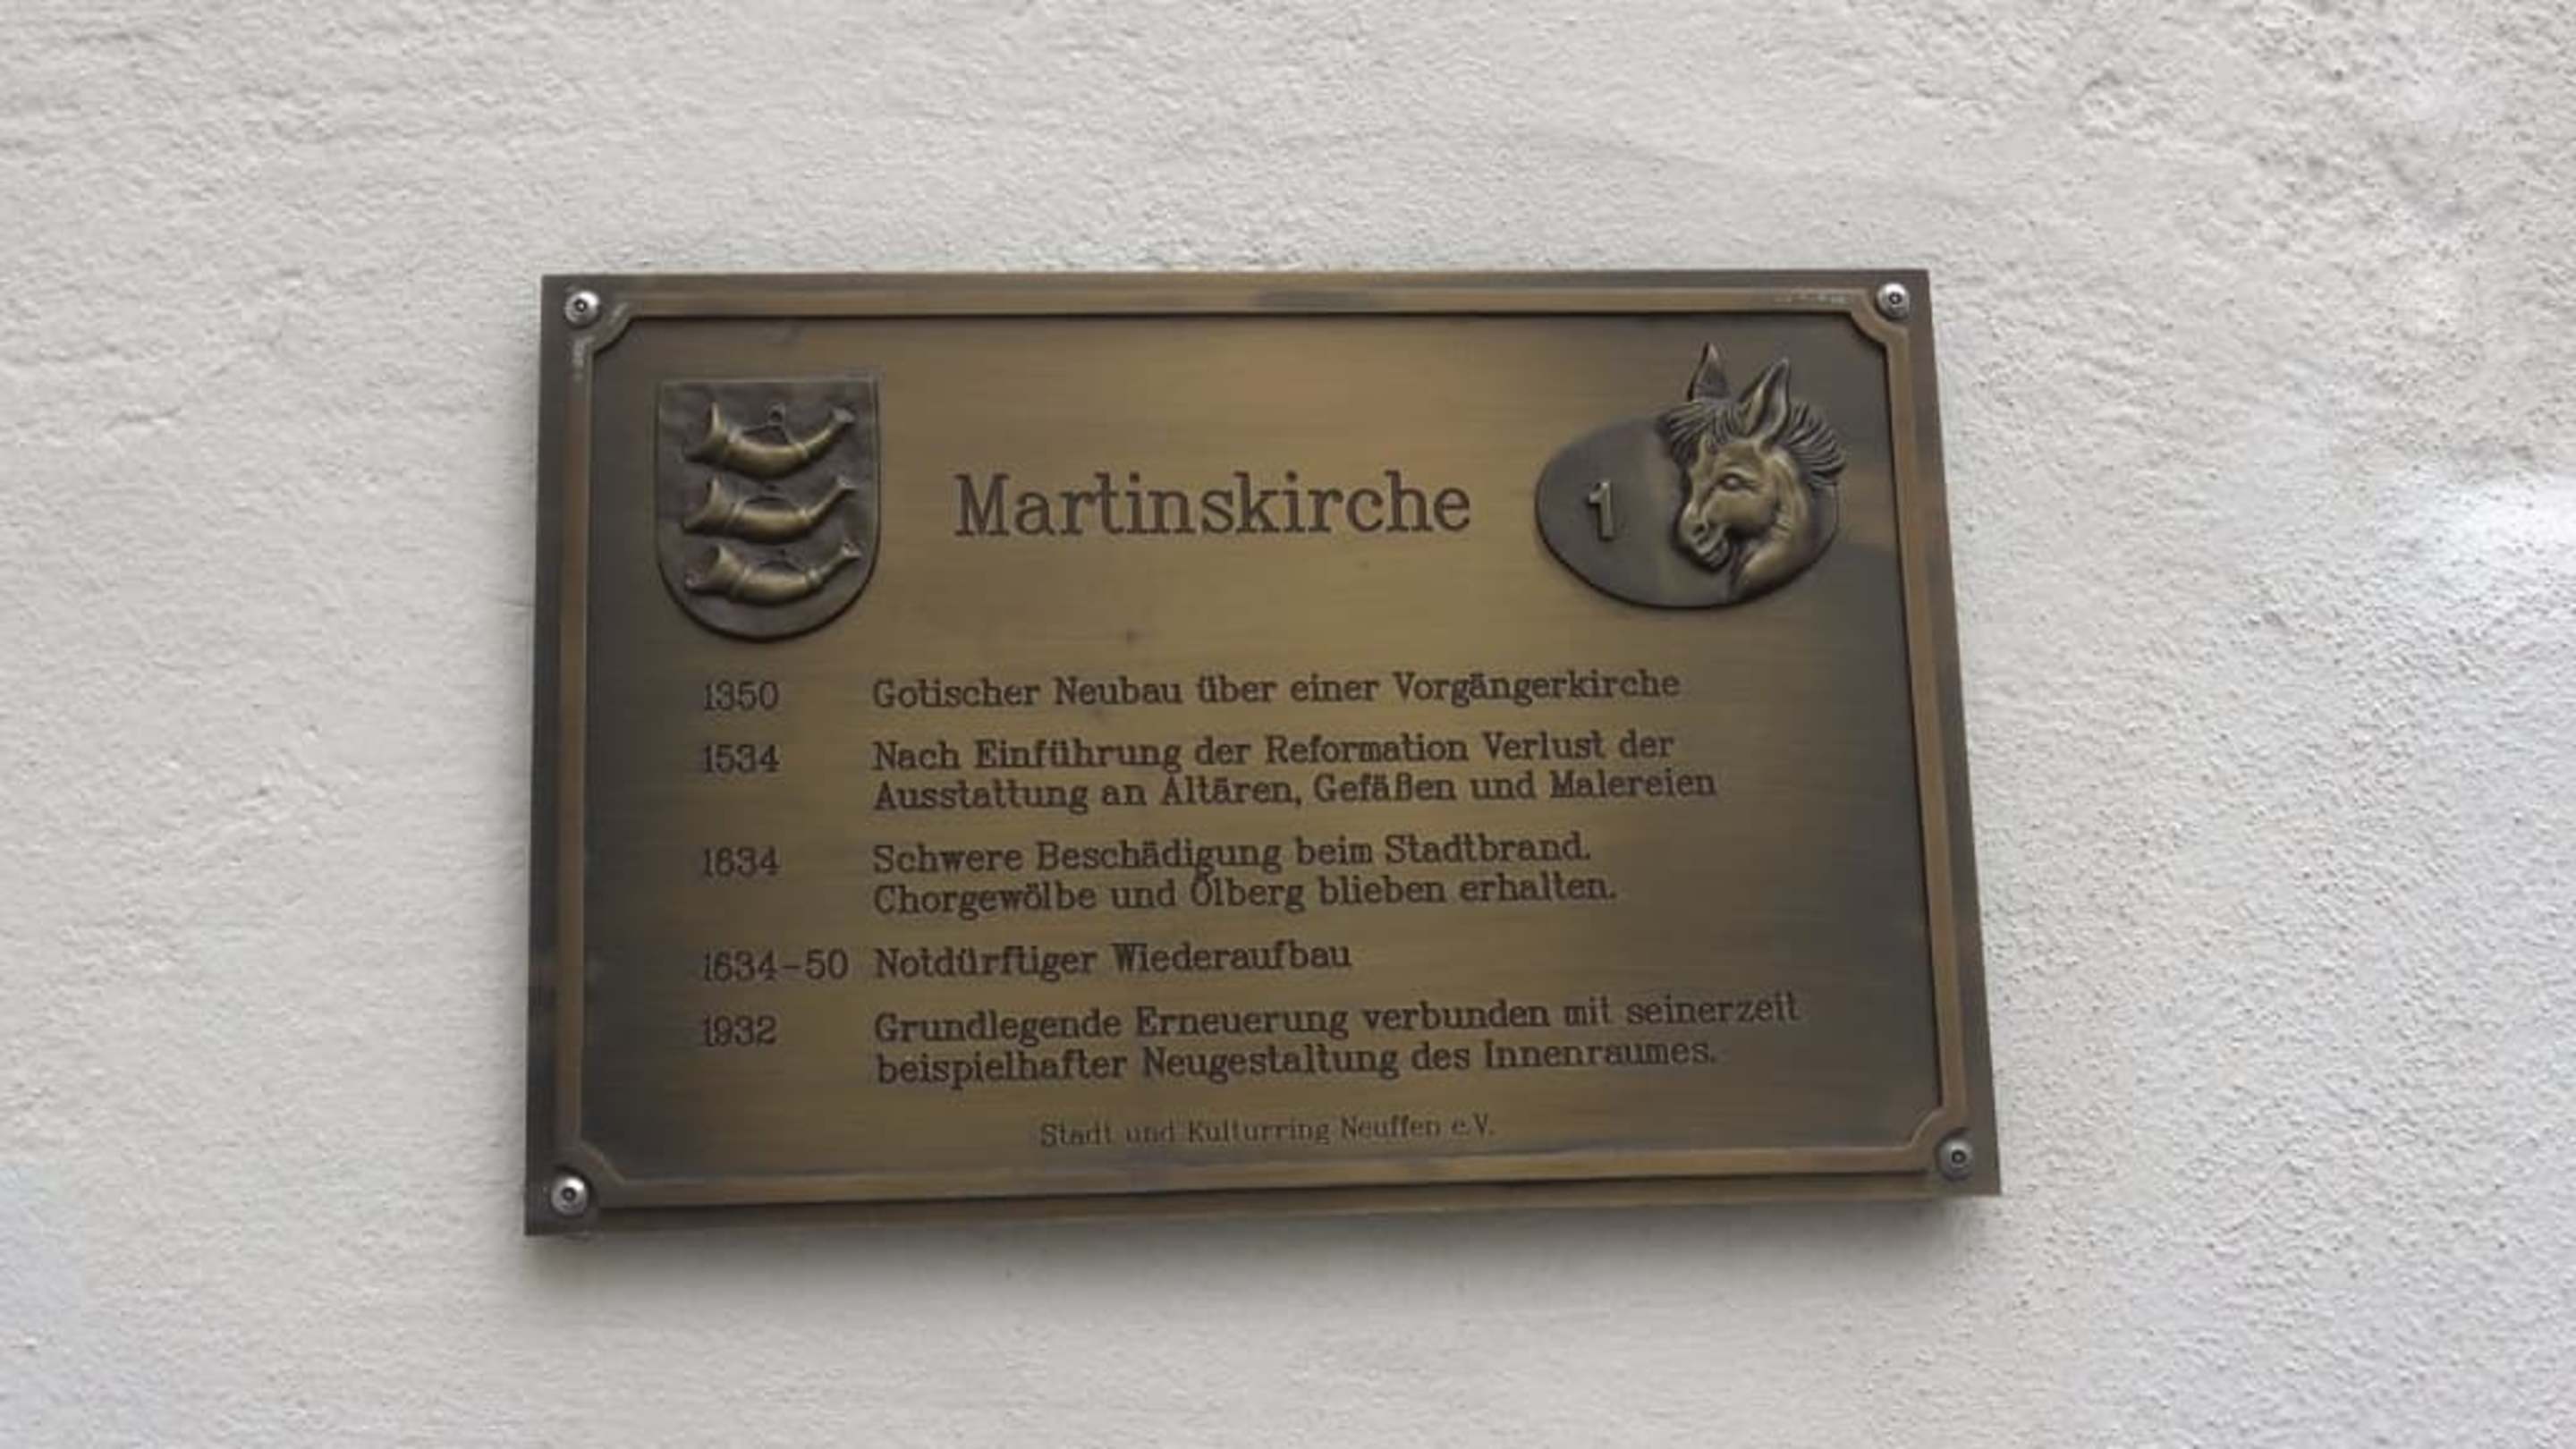 Martinskirche
1
1350 Gotischer Neubau über einer Vorgängerkirche
1534 Nach Einführung der Reformation Verlust der
Ausstattung an Altären, Gefäßen und Malereien
1634 Schwere Beschädigung beim Stadtbrand.
Chorgewölbe und Ölberg blieben erhalten.
1634-50 Notdürftiger Wiederaufbau
1932 Grundlegende Erneuerung verbunden mit seinerzeit
beispielhafter Neugestaltung des Innenraumes.
Stadt und Kulturring Neuffen e.V.